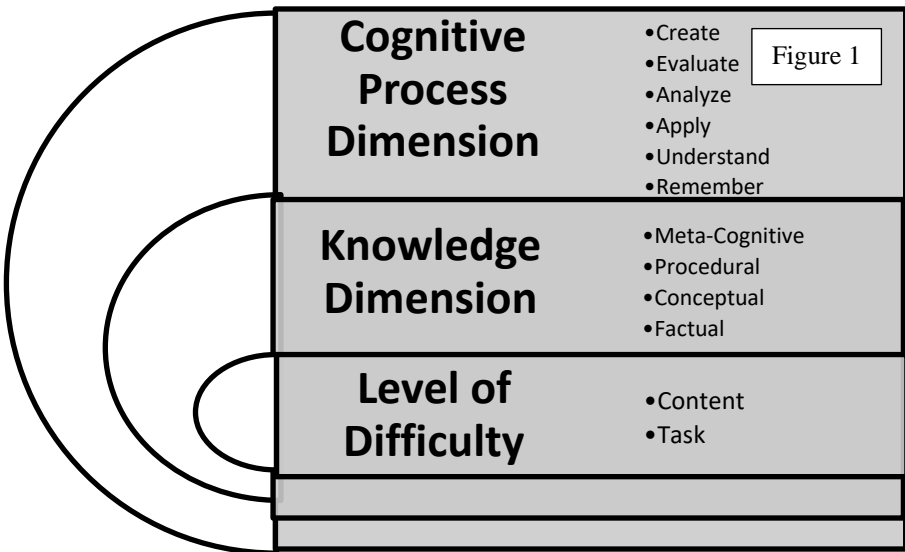 Cognitive
Process
Dimension
•Create
•Evaluate
•Analyze
•Apply
•Understand
•Remember
Figure 1
Knowledge
Dimension
•Meta-Cognitive
•Procedural
•Conceptual
•Factual
Level of
Difficulty
•Content
•Task